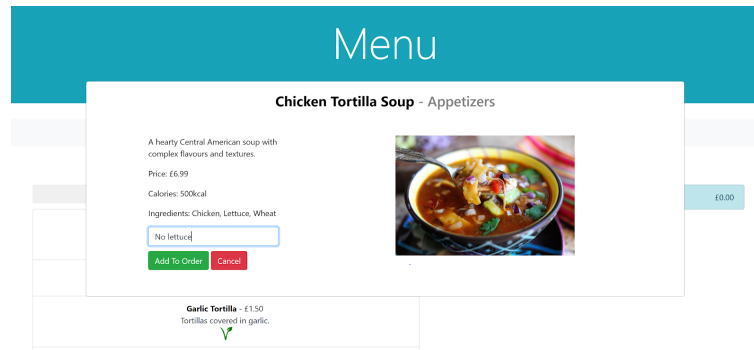 Menu
Chicken Tortilla Soup - Appetizers
A hearty Central American soup with
complex flavours and textures.
Price: £6.99
Calories: 500kcal
Ingredients: Chicken, Lettuce, Wheat
No lettuce
Add To Order Cancel
£0.00
Garlic Tortilla - £1.50
Tortillas covered in garlic.